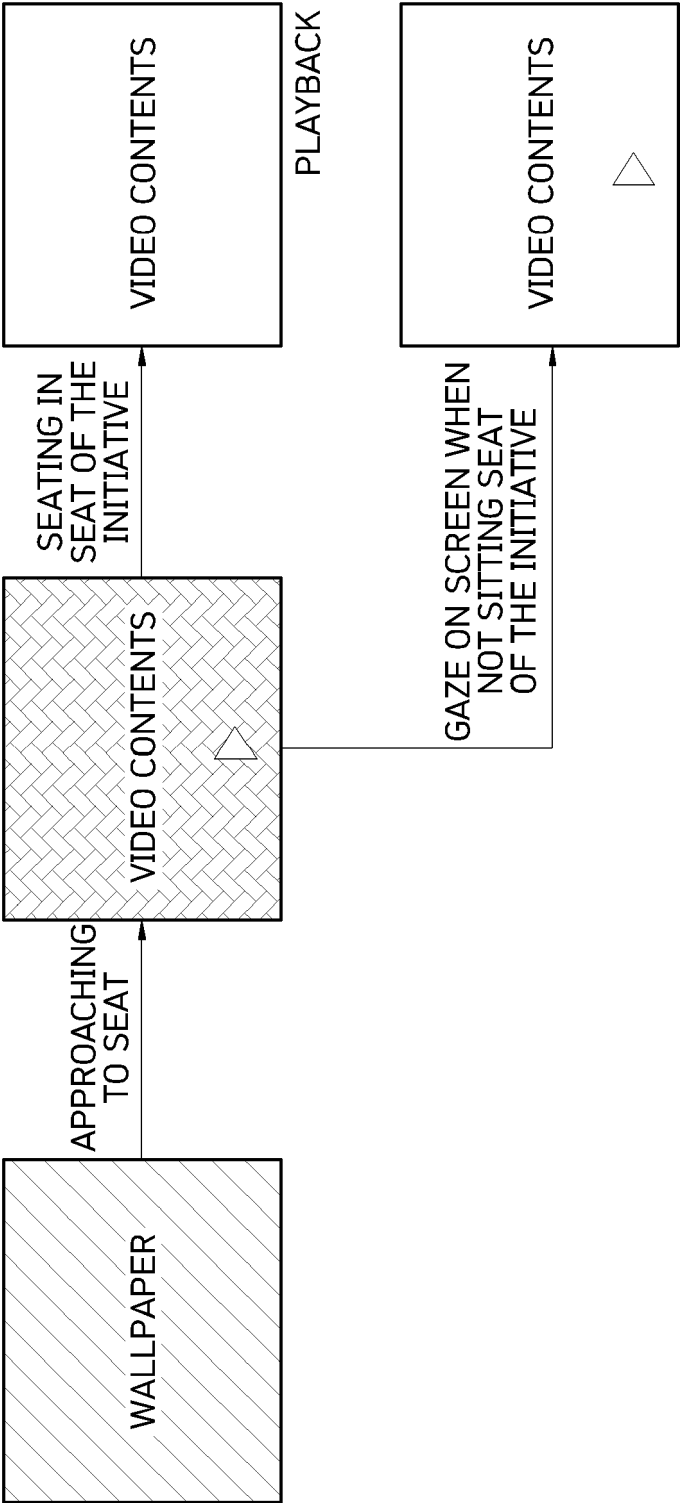 WALLPAPER
APPROACHING
TO SEAT
VIDEO CONTENTS
SEATING IN
SEAT OF THE
INITIATIVE
VIDEO CONTENTS
PLAYBACK
GAZE ON SCREEN WHEN
NOT SITTING SEAT
OF THE INITIATIVE
VIDEO CONTENTS